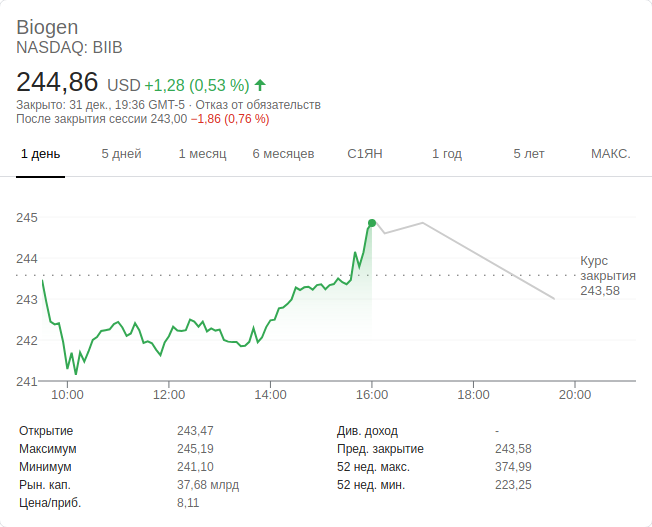 Biogen
NASDAQ: BIIB
244,86 USD +1,28 (0,53 %)
Закрыто: 31 дек., 19:36 GMT-5 · Отказ от обязательств
После закрытия сессии 243,00 −1,86 (0,76 %)
1 день 5 дней 1 месяц 6 месяцев С1ЯН 1 год 5 лет МАКС.
245
244
243
242
241
Курс
закрытия
243,58
10:00 12:00 14:00 16:00 18:00 20:00
Открытие 243,47 Див. доход -
Максимум 245,19 Пред. закрытие 243,58
Минимум 241,10 52 нед. макс. 374,99
Рын. кап. 37,68 млрд 52 нед. мин. 223,25
Цена/приб. 8,11